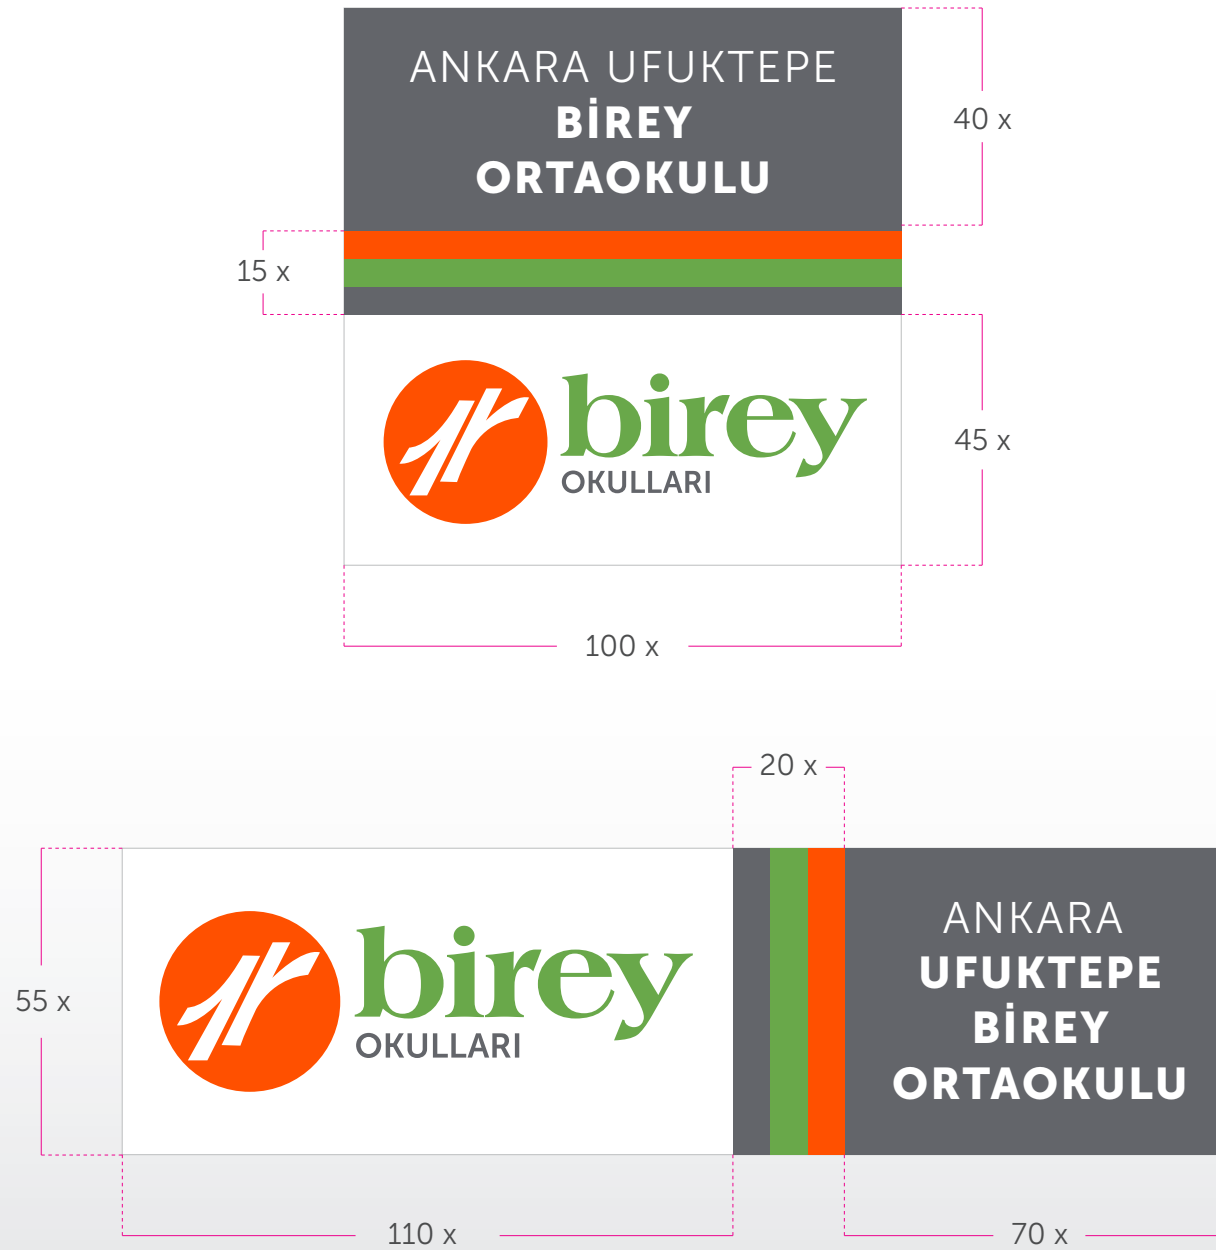 ANKARA UFUKTEPE
BİREY
ORTAOKULU
40 x
15 x
birey
OKULLARI
45 x
100 x
20 x
55 x
birey
OKULLARI
ANKARA
UFUKTEPE
BİREY
ORTAOKULU
110 x
70 x